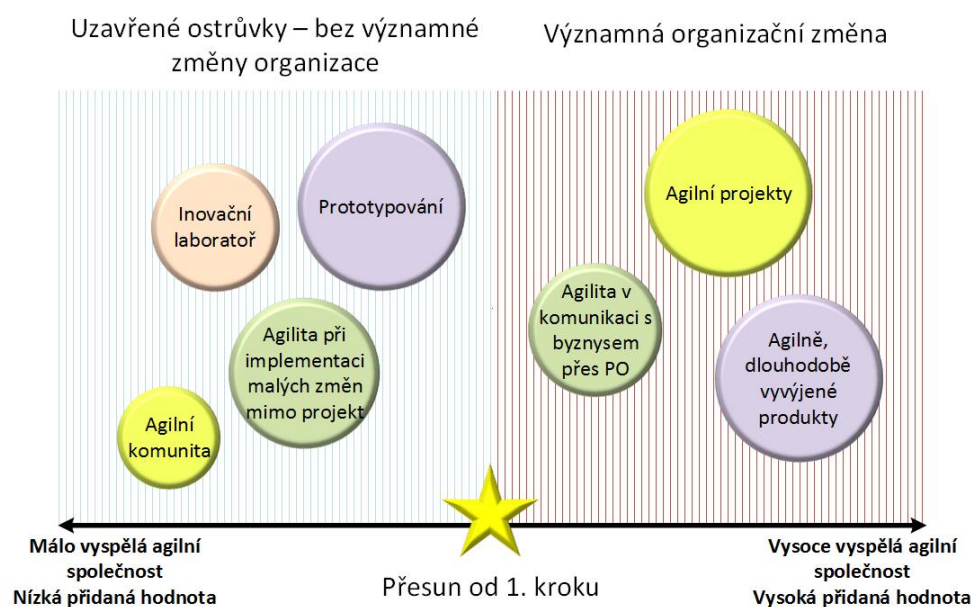 Uzavřené ostrůvky – bez významné
změny organizace
Významná organizační změna
Inovační
laboratoř
Prototypování
Agilní projekty
Agilita při
implementaci
malých změn
mimo projekt
Agilita v
komunikaci s
byznysem
přes PO
Agilně,
dlouhodobě
vyvýjené
produkty
Agilní
komunita
Málo vyspělá agilní
společnost
Nízká přidaná hodnota
Přesun od 1. kroku
Vysoce vyspělá agilní
společnost
Vysoká přidaná hodnota